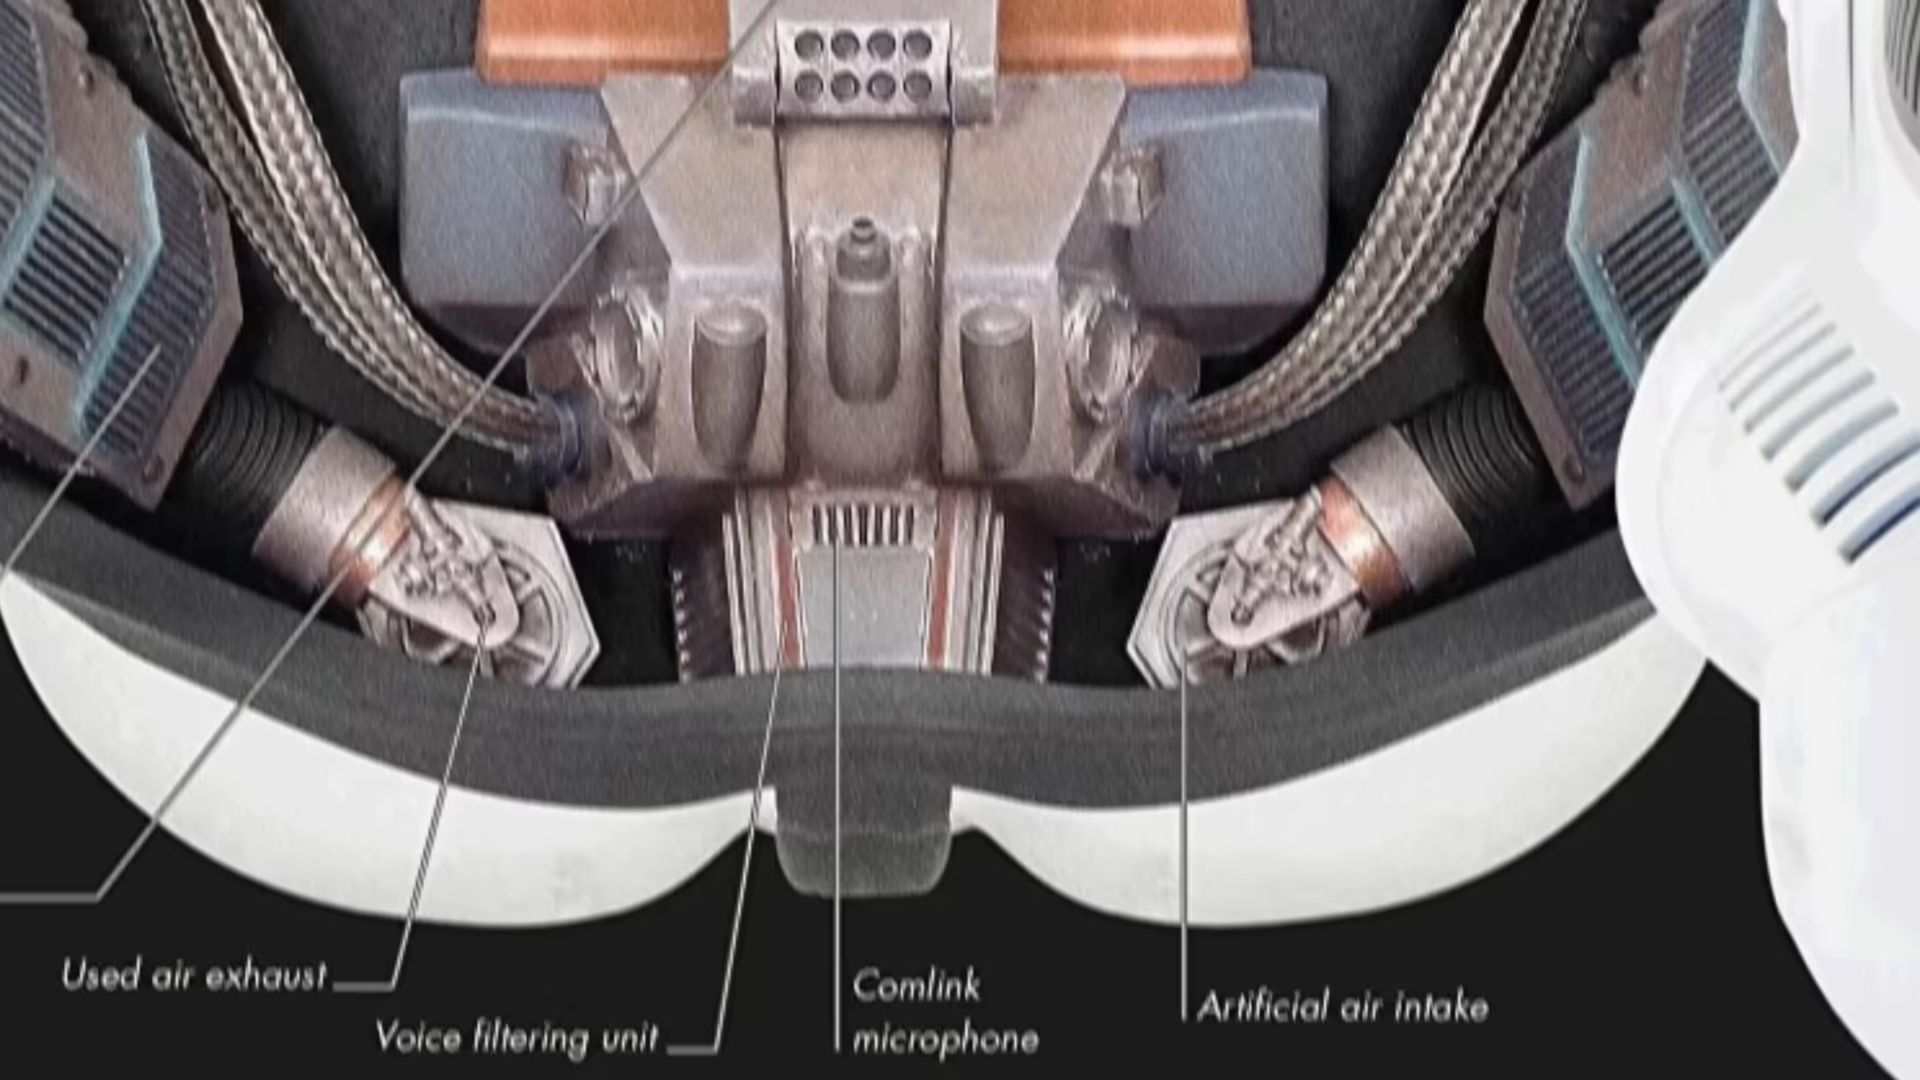 Used air exhaust
Voice filtering unit
Comlink
microphone
Artificial air intake